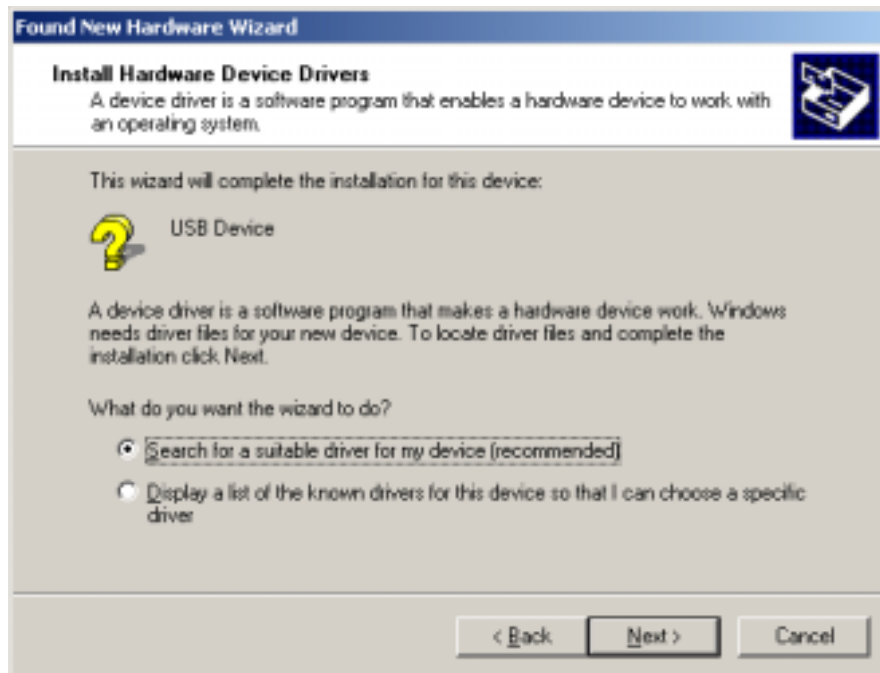 Found New Hardware Wizard
Install Hardware Device Drivers
A device driver is a software program that enables a hardware device to work with
an operating system.
This wizard will complete the installation for this device:
USB Device
A device driver is a software program that makes a hardware device work. Windows
needs driver files for your new device. To locate driver files and complete the
installation click Next.
What do you want the wizard to do?
Search for a suitable driver for my device (recommended)
Display a list of the known drivers for this device so that I can choose a specific
driver
< Back Next > Cancel